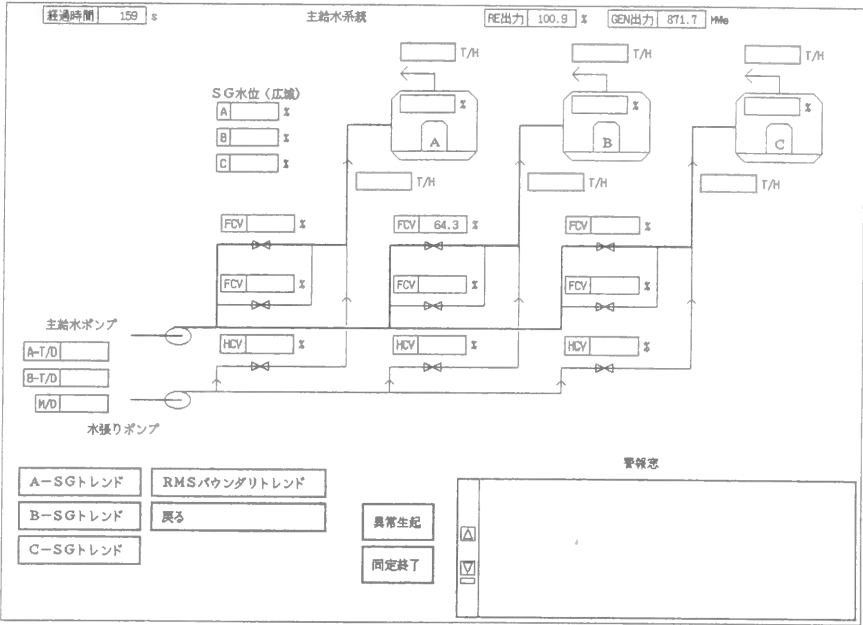 経過時間 159 s 主給水系統 RE出力 100.9 % GEN出力 871.7 MWe
T/H T/H T/H
SG水位(広域)
% % %
A %
B %
C %
A B C
T/H T/H T/H
FCV % FCV 64.3 % FCV %
FCV % FCV % FCV %
主給水ポンプ
HCV % HCV % HCV %
A-T/D
B-T/D
M/D
水張りポンプ
警報窓
A-SGトレンド RMSバウンダリトレンド
B-SGトレンド 戻る
異常生起
C-SGトレンド
同定終了